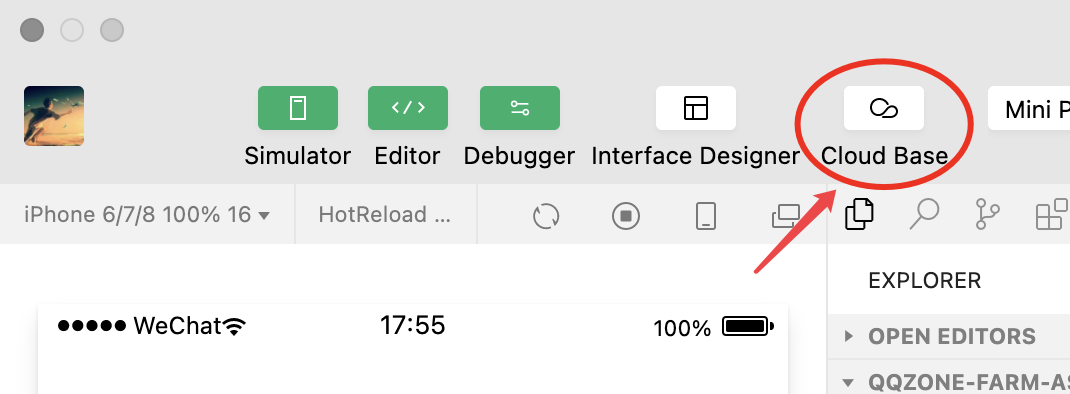 Simulator Editor Debugger Interface Designer Cloud Base Mini P
iPhone 6/7/8 100% 16 HotReload ...
EXPLORER
WeChat 17:55 100%
OPEN EDITORS
QQZONE-FARM-AS